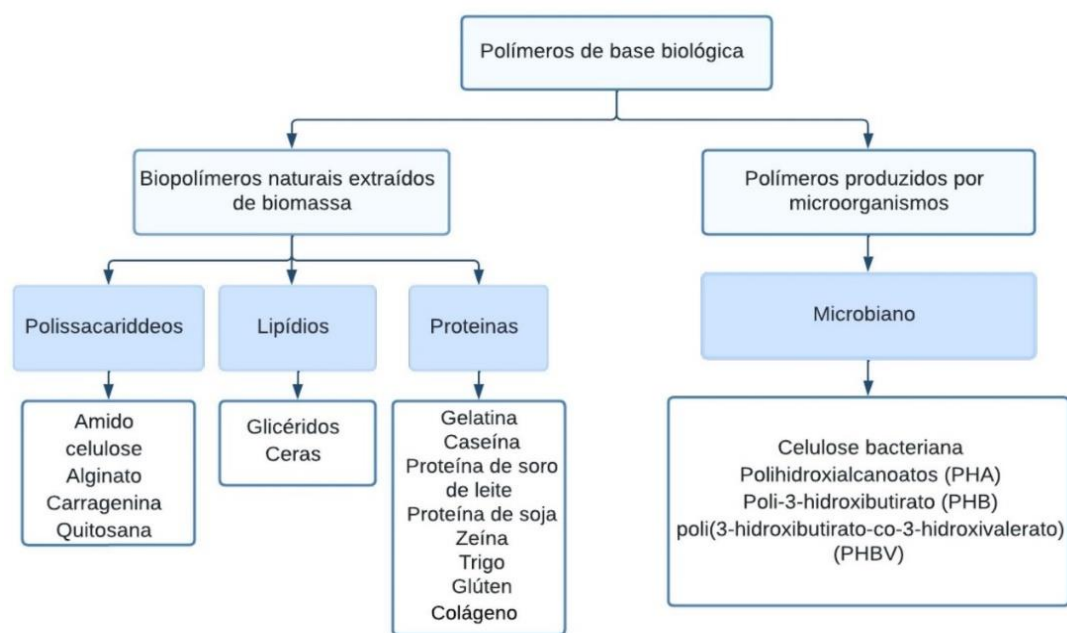 Polímeros de base biológica
Biopolímeros naturais extraídos
de biomassa
Polímeros produzidos por
microorganismos
Polissacariddeos
Lipídios
Proteinas
Microbiano
Amido
celulose
Alginato
Carragenina
Quitosana
Glicéridos
Ceras
Gelatina
Caseína
Proteína de soro
de leite
Proteína de soja
Zeína
Trigo
Glúten
Colágeno
Celulose bacteriana
Polihidroxialcanoatos (PHA)
Poli-3-hidroxibutirato (PHB)
poli(3-hidroxibutirato-co-3-hidroxivalerato)
(PHBV)